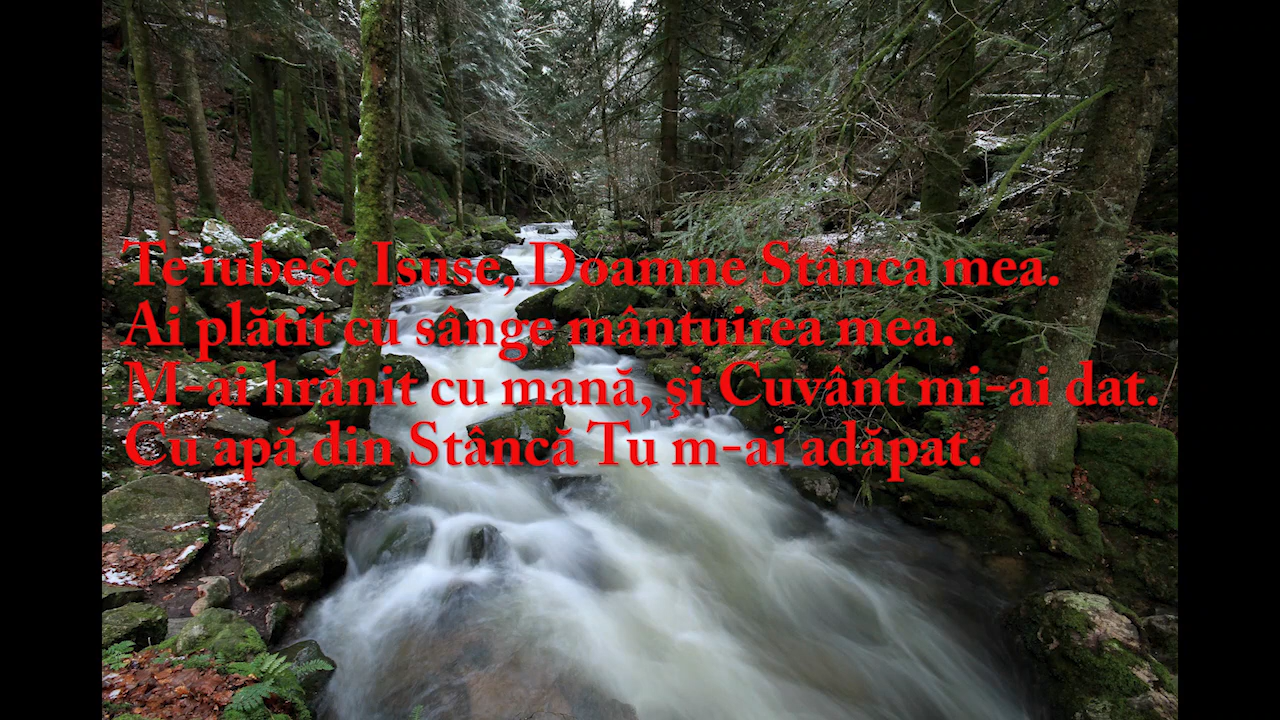 Te iubesc Isuse, Doamne Stânca mea.
Ai plătit cu sânge mântuirea mea.
M-ai hrănit cu mană, şi Cuvânt mi-ai dat.
Cu apă din Stâncă Tu m-ai adăpat.